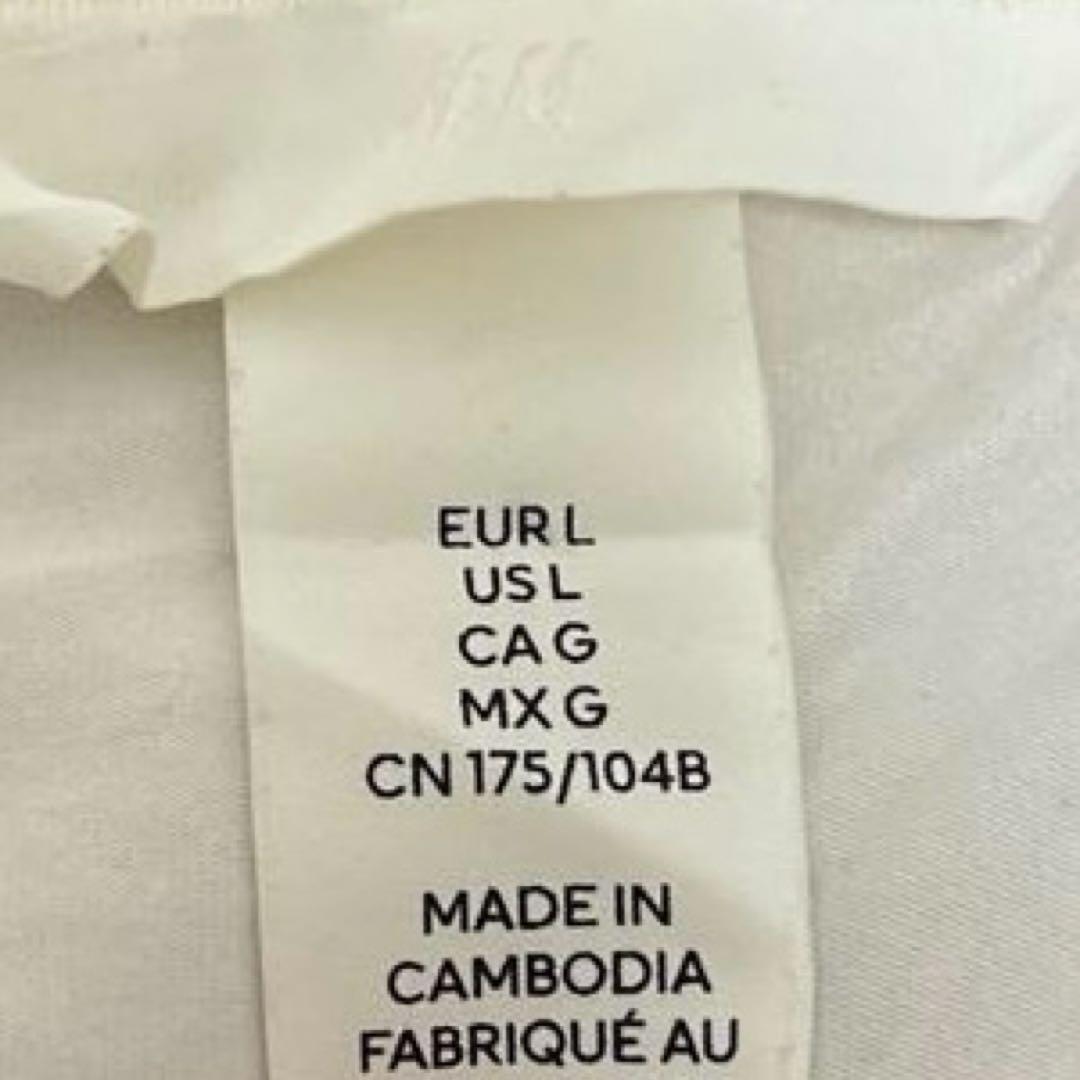 EUR L
US L
CA G
MX G
CN 175/104B
MADE IN
CAMBODIA
FABRIQUÉ AU